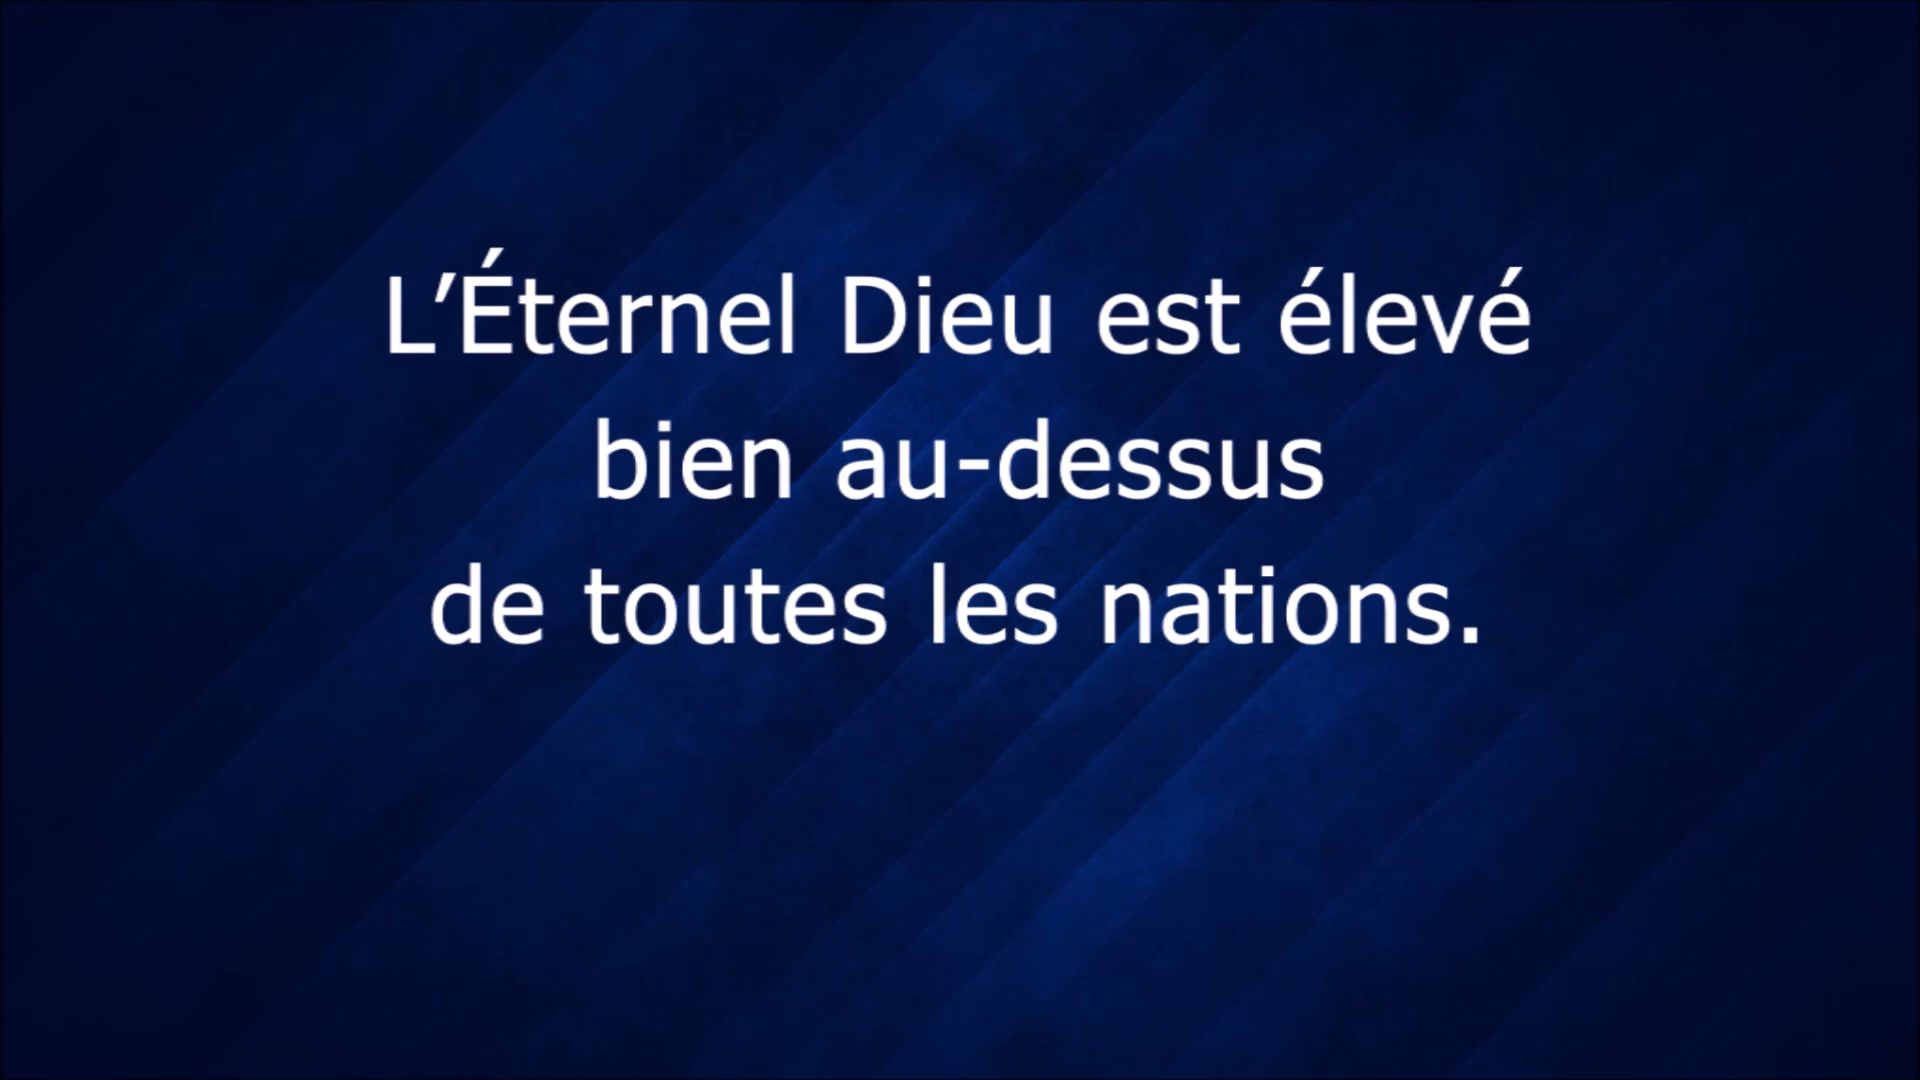 L’Éternel Dieu est élevé
bien au-dessus
de toutes les nations.